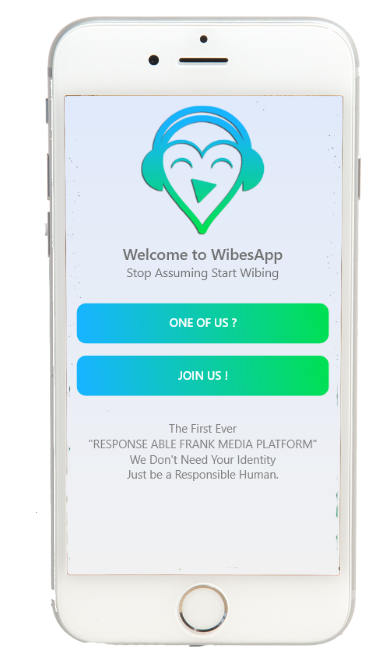 Welcome to WibesApp
Stop Assuming Start Wibing
ONE OF US ?
JOIN US !
The First Ever
"RESPONSE ABLE FRANK MEDIA PLATFORM"
We Don't Need Your Identity
Just be a Responsible Human.